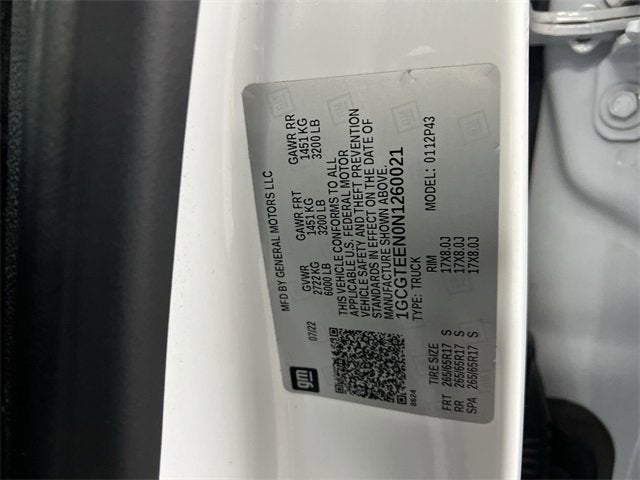 gm
MFD BY GENERAL MOTORS LLC
07/22
GVWR GAWR FRT GAWR RR
2722 KG 1451 KG 1451 KG
6000 LB 3200 LB 3200 LB
THIS VEHICLE CONFORMS TO ALL
APPLICABLE U.S. FEDERAL MOTOR
VEHICLE SAFETY AND THEFT PREVENTION
STANDARDS IN EFFECT ON THE DATE OF
MANUFACTURE SHOWN ABOVE.
1GCGTEEN0N1260021
0624 TYPE: TRUCK MODEL: 0112P43
TIRE SIZE RIM
FRT 265/65R17 S 17X8.0J
RR 265/65R17 S 17X8.0J
SPA 265/65R17 S 17X8.0J